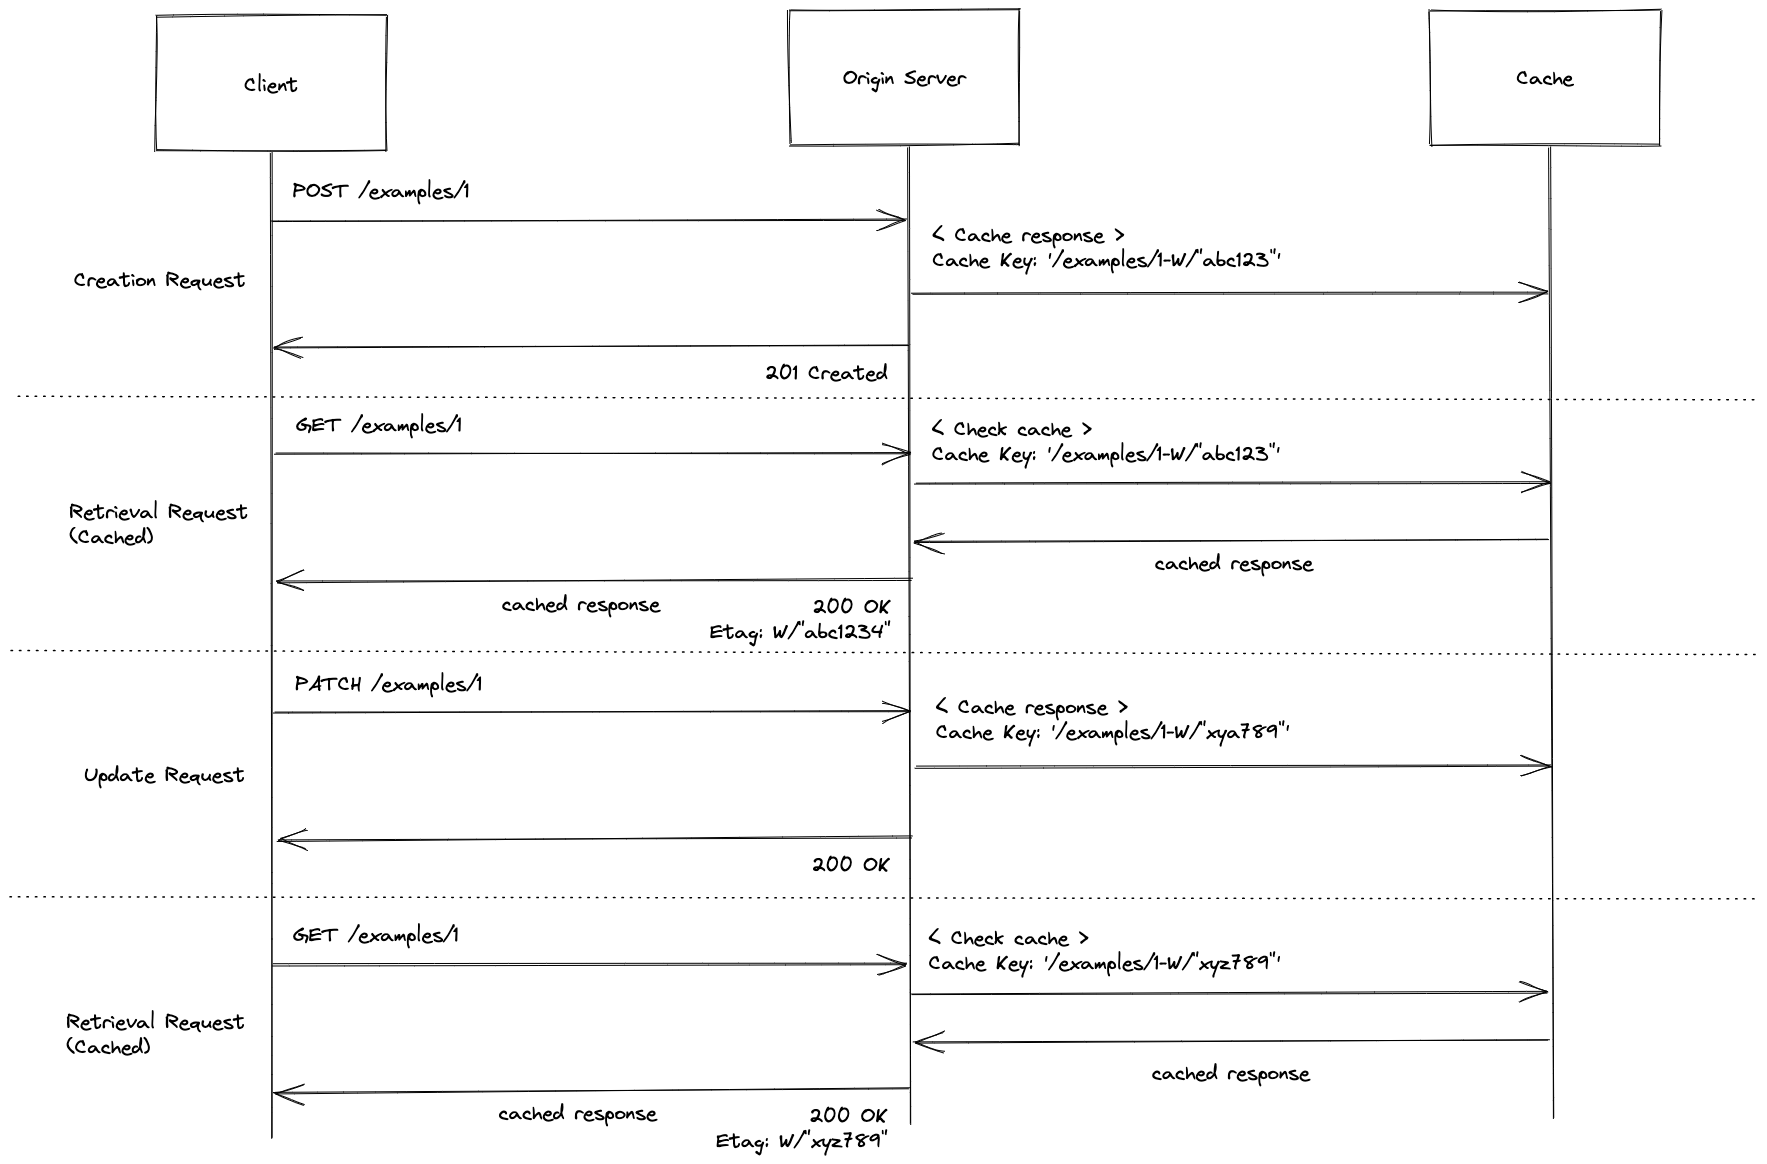 Client
Origin Server
Cache
POST /examples/1
< Cache response >
Cache Key: '/examples/1-W/"abc123"'
Creation Request
201 Created
GET /examples/1
< Check cache >
Cache Key: '/examples/1-W/"abc123"'
Retrieval Request
(Cached)
cached response
cached response
200 OK
Etag: W/"abc1234"
PATCH /examples/1
< Cache response >
Cache Key: '/examples/1-W/"xya789"'
Update Request
200 OK
GET /examples/1
< Check cache >
Cache Key: '/examples/1-W/"xyz789"'
Retrieval Request
(Cached)
cached response
cached response
200 OK
Etag: W/"xyz789"